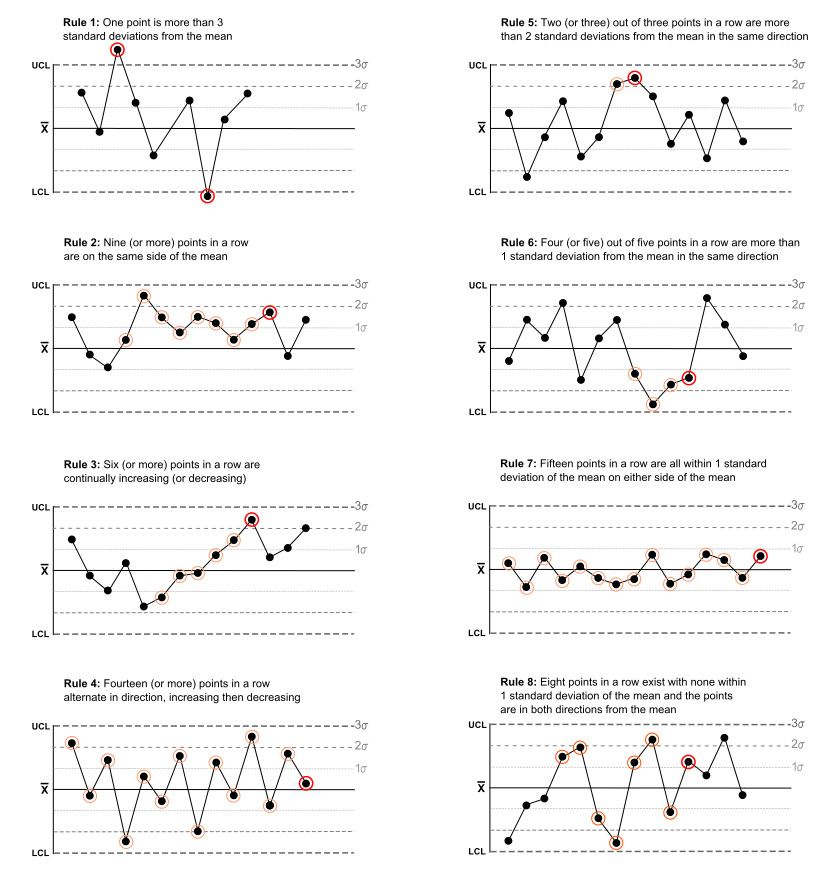 Rule 1: One point is more than 3
standard deviations from the mean
UCL
3σ
2σ
1σ
X̅
LCL
Rule 2: Nine (or more) points in a row
are on the same side of the mean
UCL
3σ
2σ
1σ
X̅
LCL
Rule 3: Six (or more) points in a row are
continually increasing (or decreasing)
UCL
3σ
2σ
1σ
X̅
LCL
Rule 4: Fourteen (or more) points in a row
alternate in direction, increasing then decreasing
UCL
3σ
2σ
1σ
X̅
LCL
Rule 5: Two (or three) out of three points in a row are more
than 2 standard deviations from the mean in the same direction
UCL
3σ
2σ
1σ
X̅
LCL
Rule 6: Four (or five) out of five points in a row are more than
1 standard deviation from the mean in the same direction
UCL
3σ
2σ
1σ
X̅
LCL
Rule 7: Fifteen points in a row are all within 1 standard
deviation of the mean on either side of the mean
UCL
3σ
2σ
1σ
X̅
LCL
Rule 8: Eight points in a row exist with none within
1 standard deviation of the mean and the points
are in both directions from the mean
UCL
3σ
2σ
1σ
X̅
LCL